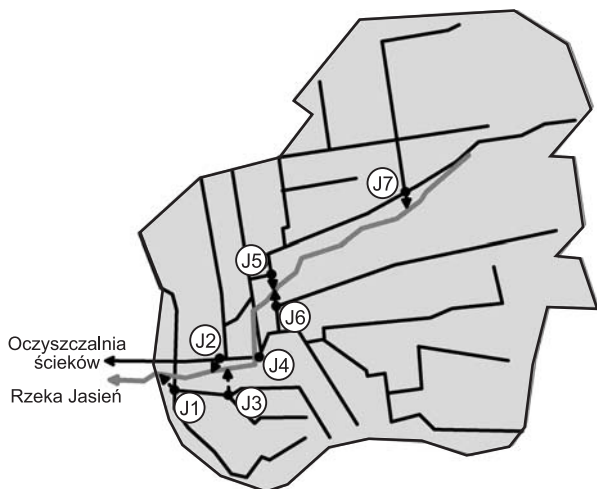 J7
J5
J6
Oczyszczalnia
ścieków
J2
J4
Rzeka Jasień
J1
J3